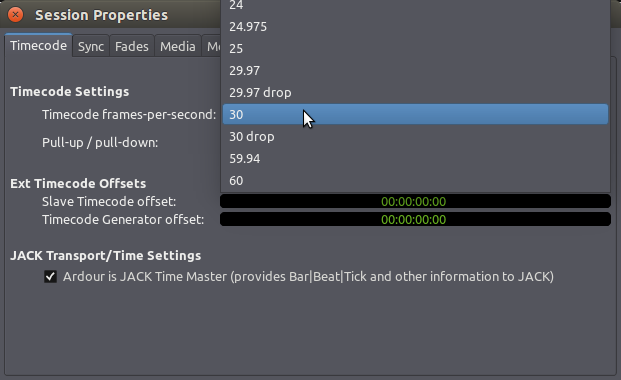 Session Properties
24
24.975
25
29.97
29.97 drop
30
30 drop
59.94
60
Timecode Sync Fades Media
Timecode Settings
Timecode frames-per-second:
Pull-up / pull-down:
Ext Timecode Offsets
Slave Timecode offset: 00:00:00:00
Timecode Generator offset: 00:00:00:00
JACK Transport/Time Settings
Ardour is JACK Time Master (provides Bar|Beat|Tick and other information to JACK)